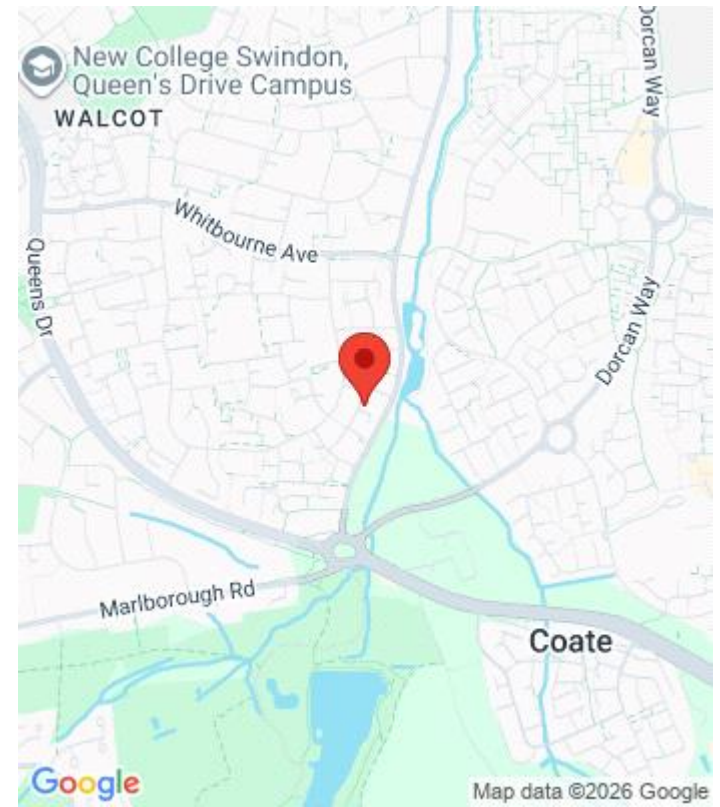 New College Swindon,
Queen's Drive Campus
WALCOT
Dorcan Way
Whitbourne Ave
Queens Dr
Dorcan Way
Marlborough Rd
Coate
Google
Map data ©2026 Google